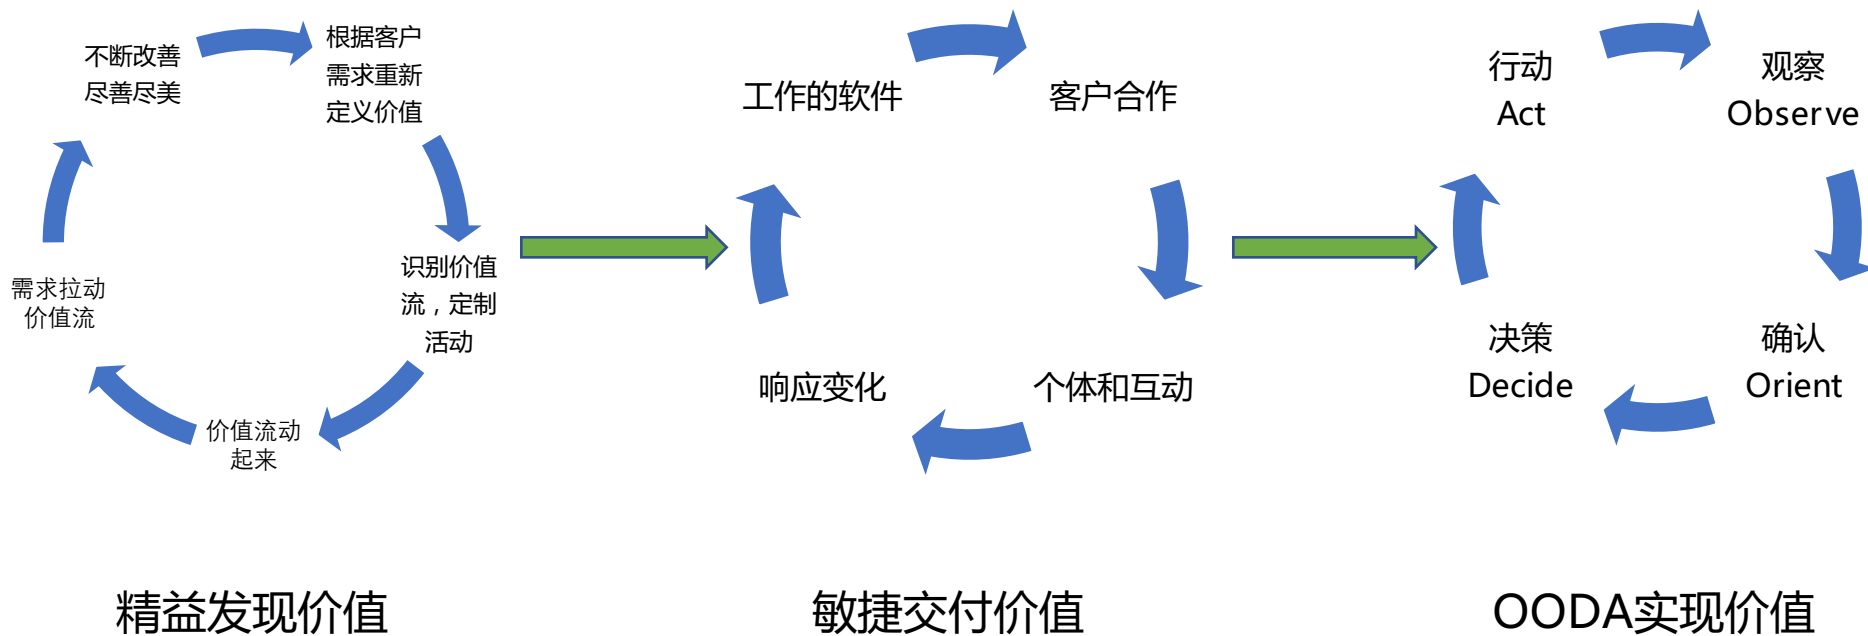 不断改善
尽善尽美
根据客户
需求重新
定义价值
识别价值
流，定制
活动
价值流动
起来
需求拉动
价值流
精益发现价值
工作的软件
客户合作
个体和互动
响应变化
敏捷交付价值
行动
Act
观察
Observe
确认
Orient
决策
Decide
OODA实现价值